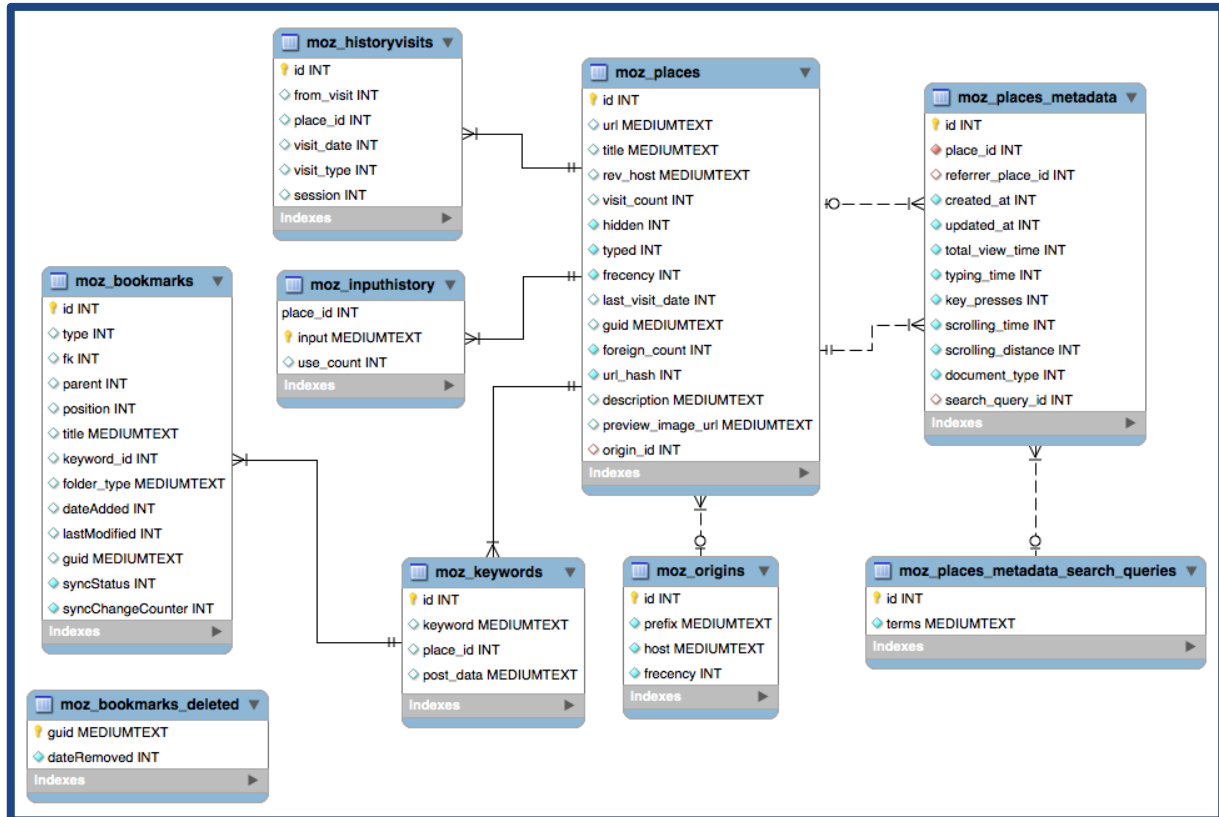 moz_historyvisits
id INT
from_visit INT
place_id INT
visit_date INT
visit_type INT
session INT
Indexes
moz_places
id INT
url MEDIUMTEXT
title MEDIUMTEXT
rev_host MEDIUMTEXT
visit_count INT
hidden INT
typed INT
frecency INT
last_visit_date INT
guid MEDIUMTEXT
foreign_count INT
url_hash INT
description MEDIUMTEXT
preview_image_url MEDIUMTEXT
origin_id INT
Indexes
moz_places_metadata
id INT
place_id INT
referrer_place_id INT
created_at INT
updated_at INT
total_view_time INT
typing_time INT
key_presses INT
scrolling_time INT
scrolling_distance INT
document_type INT
search_query_id INT
Indexes
moz_bookmarks
id INT
type INT
fk INT
parent INT
position INT
title MEDIUMTEXT
keyword_id INT
folder_type MEDIUMTEXT
dateAdded INT
lastModified INT
guid MEDIUMTEXT
syncStatus INT
syncChangeCounter INT
Indexes
moz_inputhistory
place_id INT
input MEDIUMTEXT
use_count INT
Indexes
moz_keywords
id INT
keyword MEDIUMTEXT
place_id INT
post_data MEDIUMTEXT
Indexes
moz_origins
id INT
prefix MEDIUMTEXT
host MEDIUMTEXT
frecency INT
Indexes
moz_places_metadata_search_queries
id INT
terms MEDIUMTEXT
Indexes
moz_bookmarks_deleted
guid MEDIUMTEXT
dateRemoved INT
Indexes